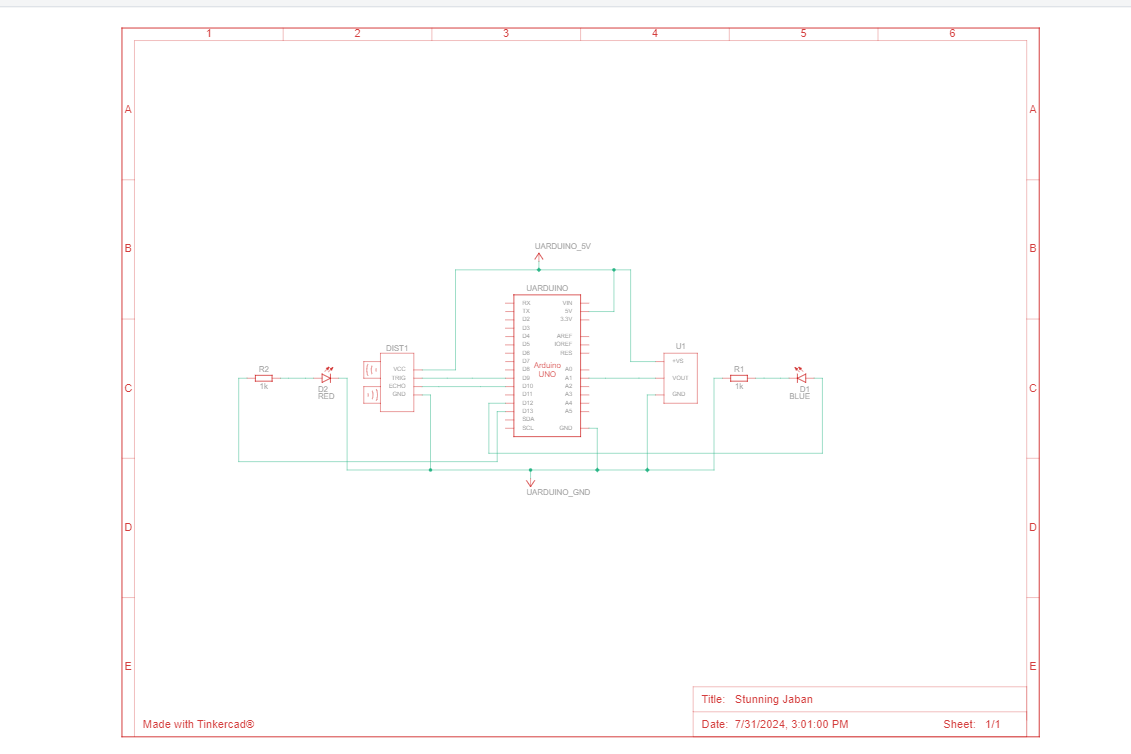 1 2 3 4 5 6
A A
UARDUINO_5V
B B
UARDUINO
RX VIN
TX 5V
D2 3.3V
D3
D4 AREF
D5 IOREF
D6 RES
D7
D8 A0
D9 A1
D10 A2
D11 A3
D12 A4
D13 A5
SDA
SCL GND
Arduino
UNO
DIST1
VCC
TRIG
ECHO
GND
U1
+VS
VOUT
GND
R2
1k
D2
RED
R1
1k
D1
BLUE
C C
UARDUINO_GND
D D
E E
Title: Stunning Jaban
Made with Tinkercad®
Date: 7/31/2024, 3:01:00 PM Sheet: 1/1